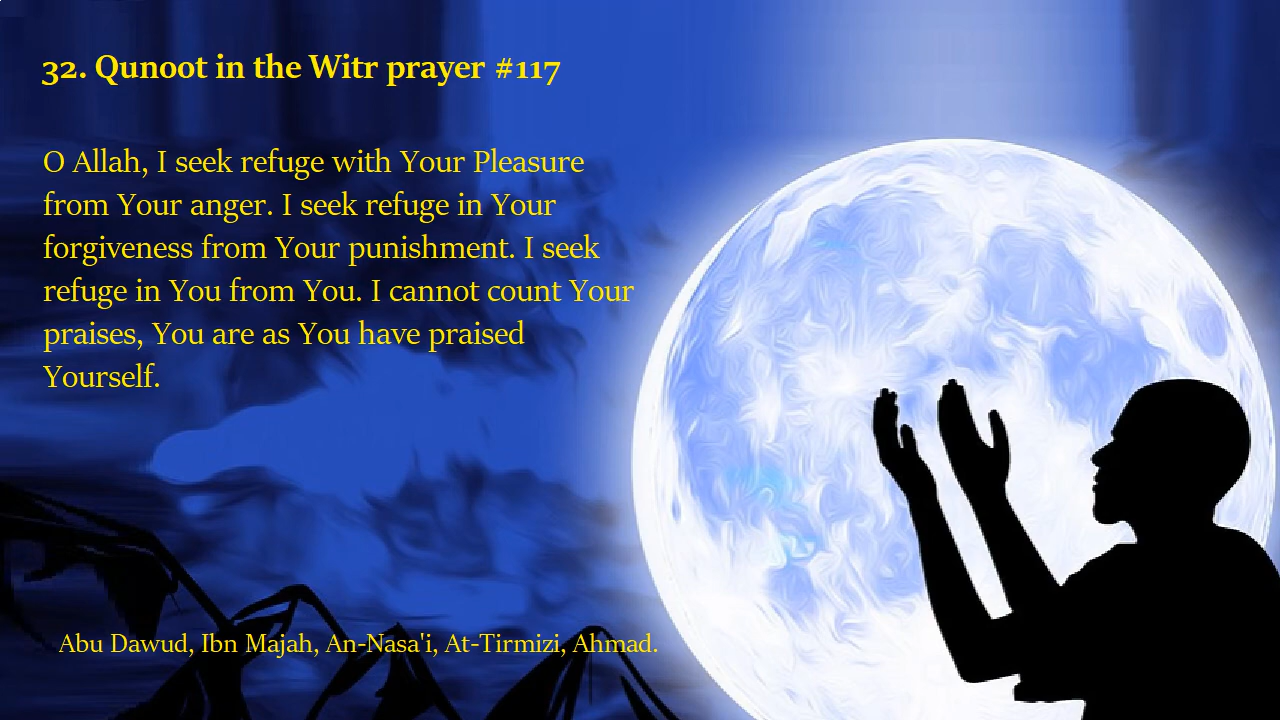 32. Qunoot in the Witr prayer #117
O Allah, I seek refuge with Your Pleasure
from Your anger. I seek refuge in Your
forgiveness from Your punishment. I seek
refuge in You from You. I cannot count Your
praises, You are as You have praised
Yourself.
Abu Dawud, Ibn Majah, An-Nasa'i, At-Tirmizi, Ahmad.